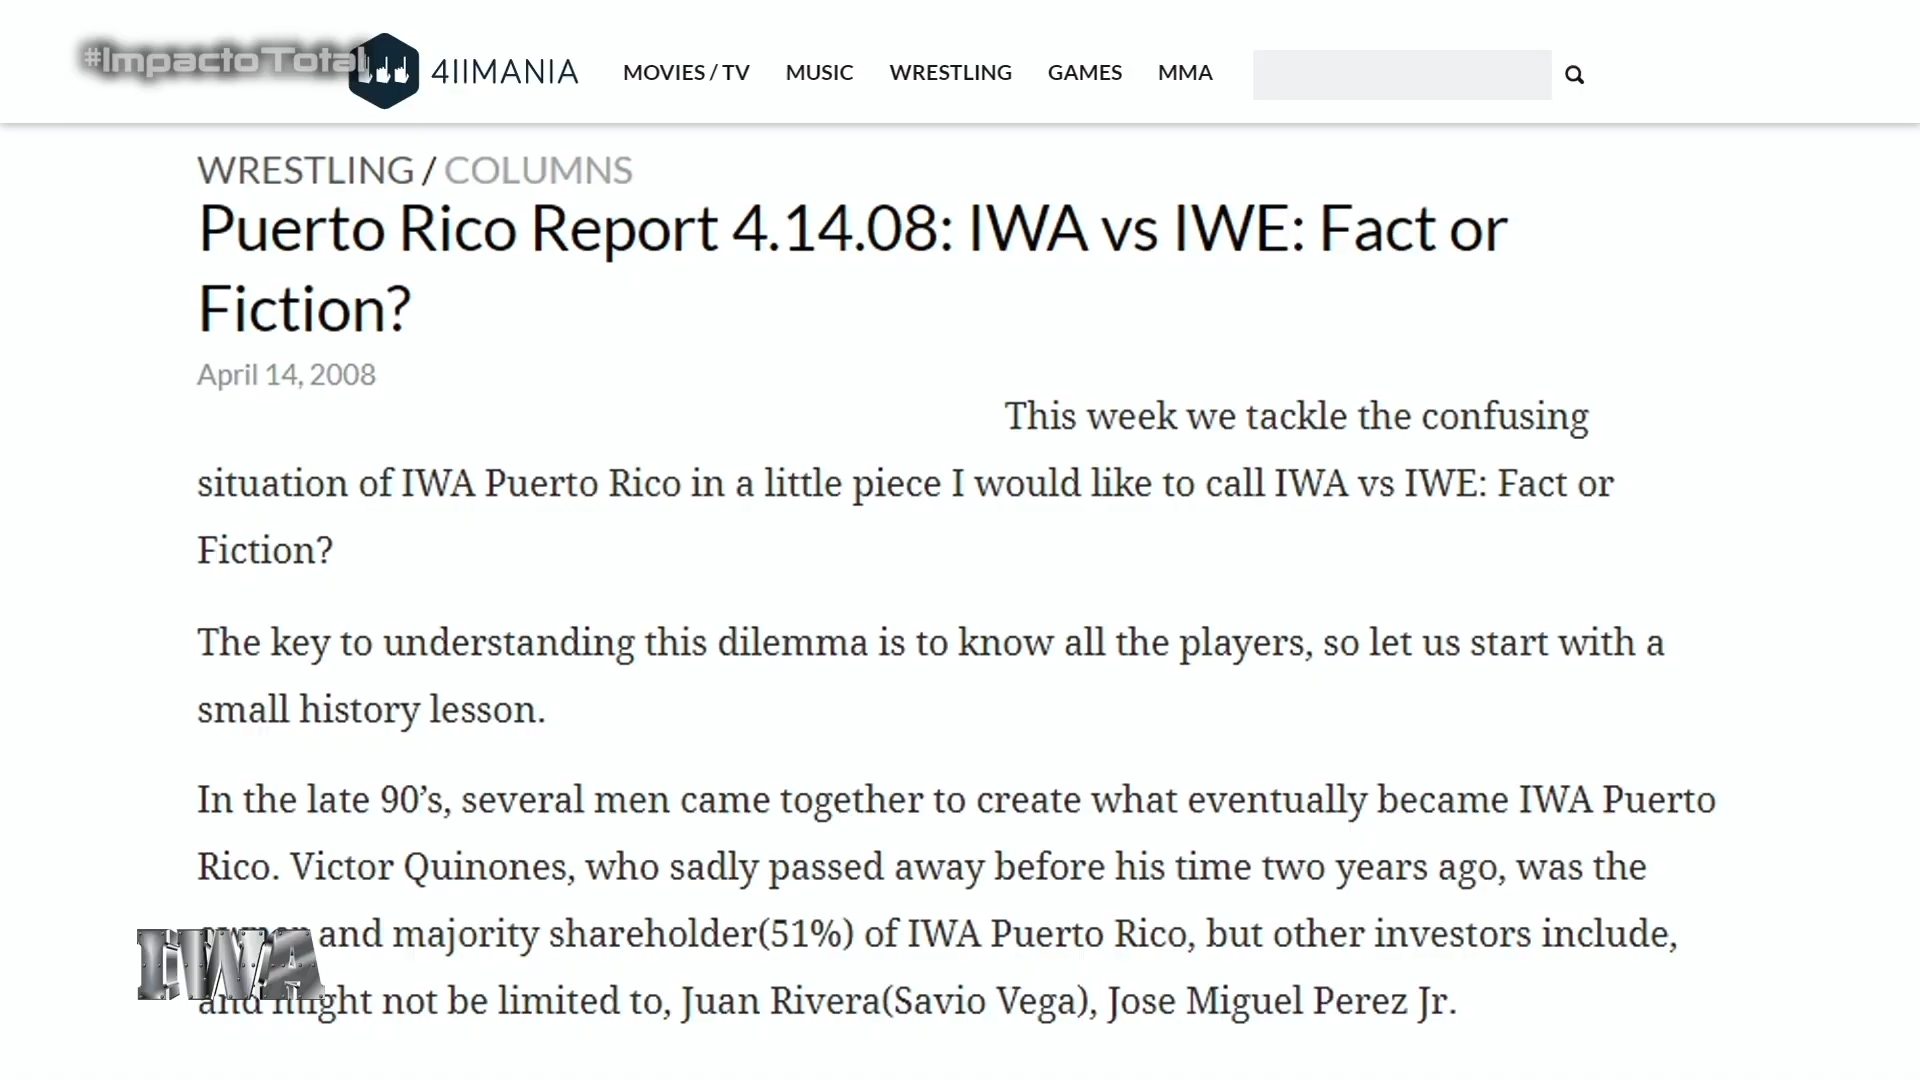 #ImpactoTotal
411MANIA
MOVIES / TV MUSIC WRESTLING GAMES MMA
WRESTLING / COLUMNS
Puerto Rico Report 4.14.08: IWA vs IWE: Fact or
Fiction?
April 14, 2008
This week we tackle the confusing
situation of IWA Puerto Rico in a little piece I would like to call IWA vs IWE: Fact or
Fiction?
The key to understanding this dilemma is to know all the players, so let us start with a
small history lesson.
In the late 90’s, several men came together to create what eventually became IWA Puerto
Rico. Victor Quinones, who sadly passed away before his time two years ago, was the
and majority shareholder(51%) of IWA Puerto Rico, but other investors include,
and might not be limited to, Juan Rivera(Savio Vega), Jose Miguel Perez Jr.
IWA